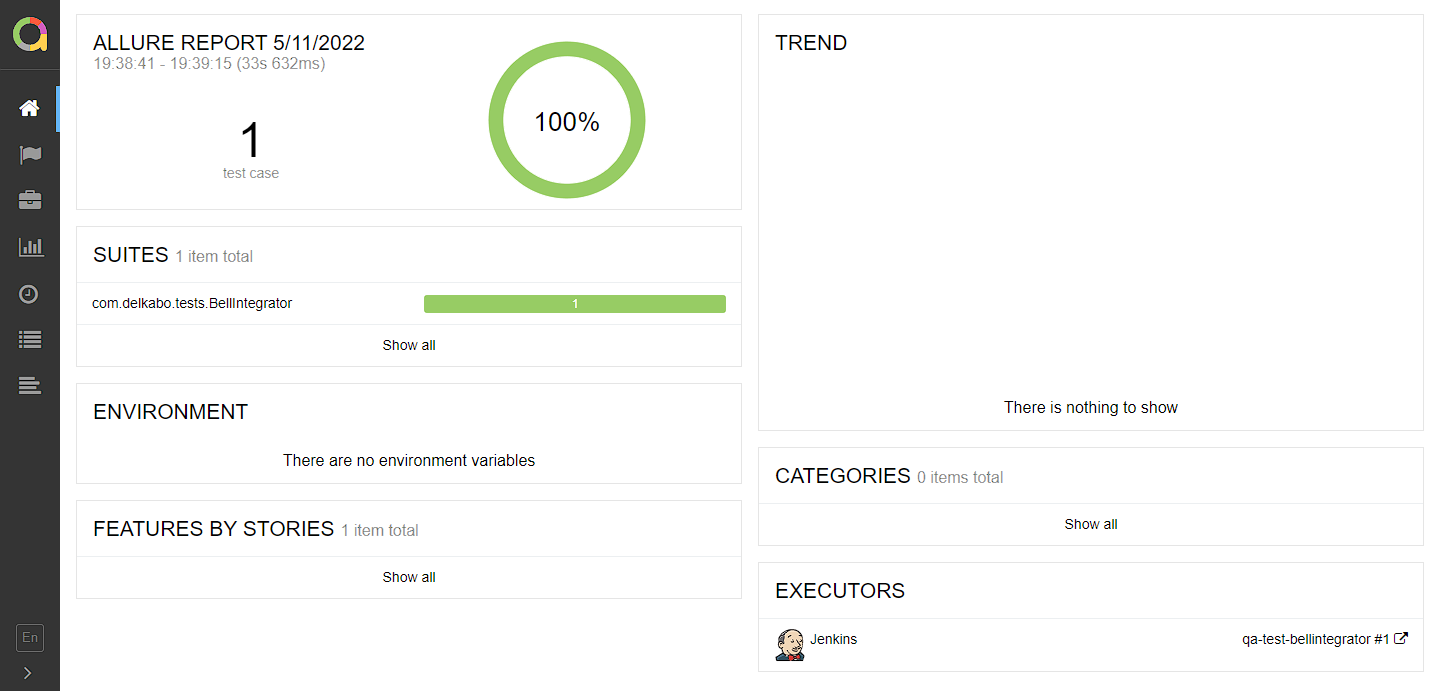 ALLURE REPORT 5/11/2022
19:38:41 - 19:39:15 (33s 632ms)
1
test case
100%
SUITES 1 item total
com.delkabo.tests.BellIntegrator 1
Show all
ENVIRONMENT
There are no environment variables
FEATURES BY STORIES 1 item total
Show all
TREND
There is nothing to show
CATEGORIES 0 items total
Show all
EXECUTORS
Jenkins qa-test-bellintegrator #1
En